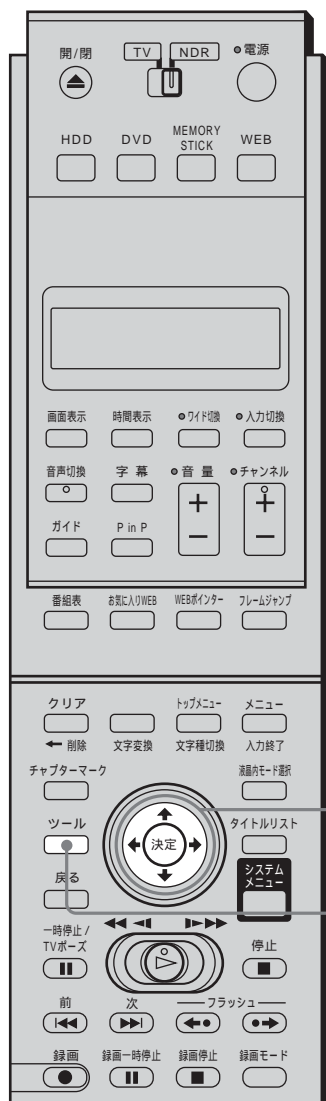 開/閉
TV
NDR
電源
HDD
DVD
MEMORY
STICK
WEB
画面表示
時間表示
ワイド切換
入力切換
音声切換
字幕
音量
チャンネル
ガイド
P in P
番組表
お気に入りWEB
WEBポインター
フレームジャンプ
クリア
トップメニュー
メニュー
削除
文字変換
文字種切換
入力終了
チャプターマーク
液晶内モード選択
ツール
決定
タイトルリスト
戻る
システム
メニュー
一時停止/
TVポーズ
停止
前
次
フラッシュ
録画
録画一時停止
録画停止
録画モード